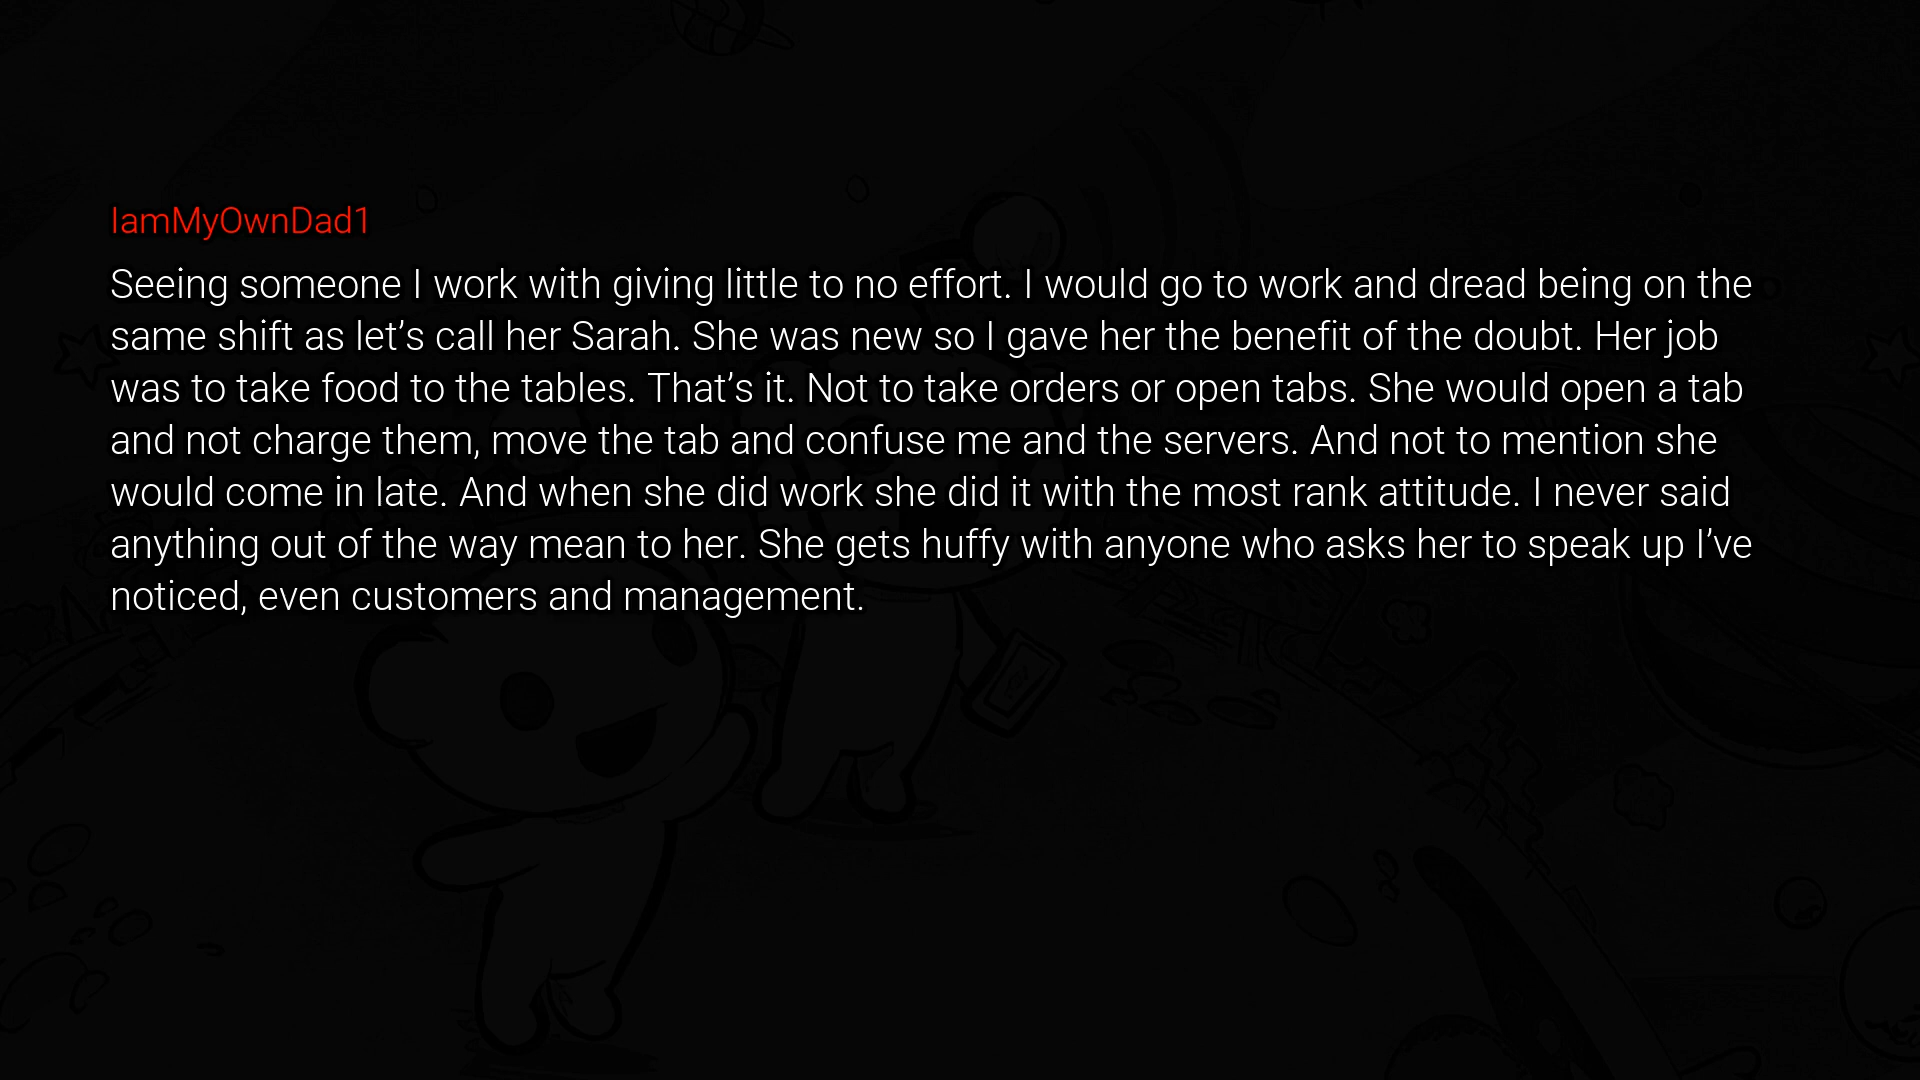 IamMyOwnDad1
Seeing someone I work with giving little to no effort. I would go to work and dread being on the
same shift as let’s call her Sarah. She was new so I gave her the benefit of the doubt. Her job
was to take food to the tables. That’s it. Not to take orders or open tabs. She would open a tab
and not charge them, move the tab and confuse me and the servers. And not to mention she
would come in late. And when she did work she did it with the most rank attitude. I never said
anything out of the way mean to her. She gets huffy with anyone who asks her to speak up I’ve
noticed, even customers and management.